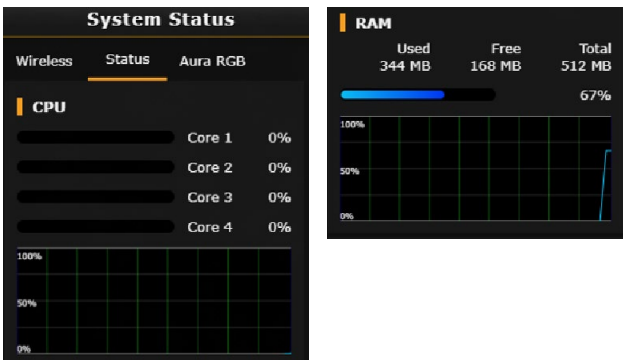 System Status
Wireless Status Aura RGB
CPU
Core 1 0%
Core 2 0%
Core 3 0%
Core 4 0%
100%
50%
0%
RAM
Used Free Total
344 MB 168 MB 512 MB
67%
100%
50%
0%